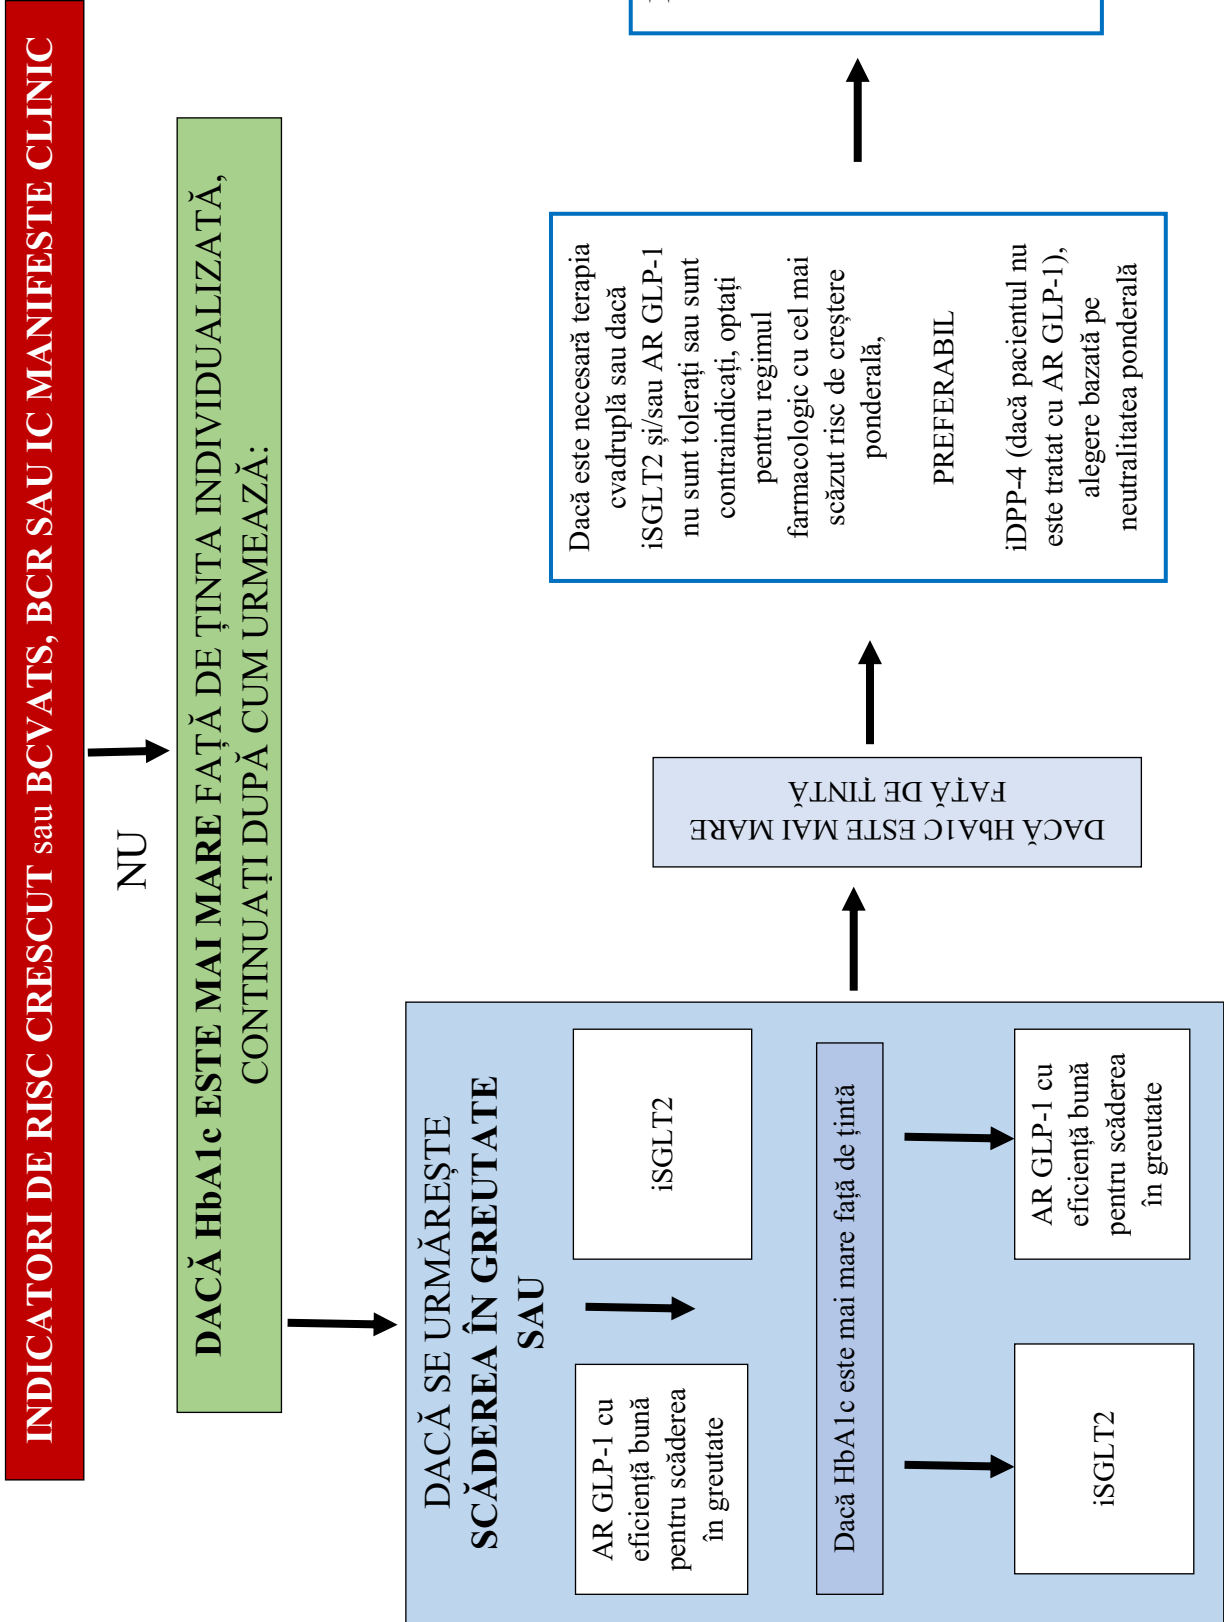 INDICATORI DE RISC CRESCUT sau BCVATS, BCR SAU IC MANIFESTE CLINIC
NU
DACĂ HbA1c ESTE MAI MARE FAȚĂ DE ȚINTA INDIVIDUALIZATĂ,
CONTINUAȚI DUPĂ CUM URMEAZĂ:
DACĂ SE URMĂREȘTE
SCĂDEREA ÎN GREUTATE
SAU
AR GLP-1 cu
eficiență bună
pentru scăderea
în greutate
iSGLT2
Dacă HbA1c este mai mare față de țintă
iSGLT2
AR GLP-1 cu
eficiență bună
pentru scăderea
în greutate
DACĂ HbA1C ESTE MAI MARE
FAȚĂ DE ȚINTĂ
Dacă este necesară terapia
cvadruplă sau dacă
iSGLT2 și/sau AR GLP-1
nu sunt tolerați sau sunt
contraindicați, optați
pentru regimul
farmacologic cu cel mai
scăzut risc de creștere
ponderală,
PREFERABIL
iDPP-4 (dacă pacientul nu
este tratat cu AR GLP-1),
alegere bazată pe
neutralitatea ponderală